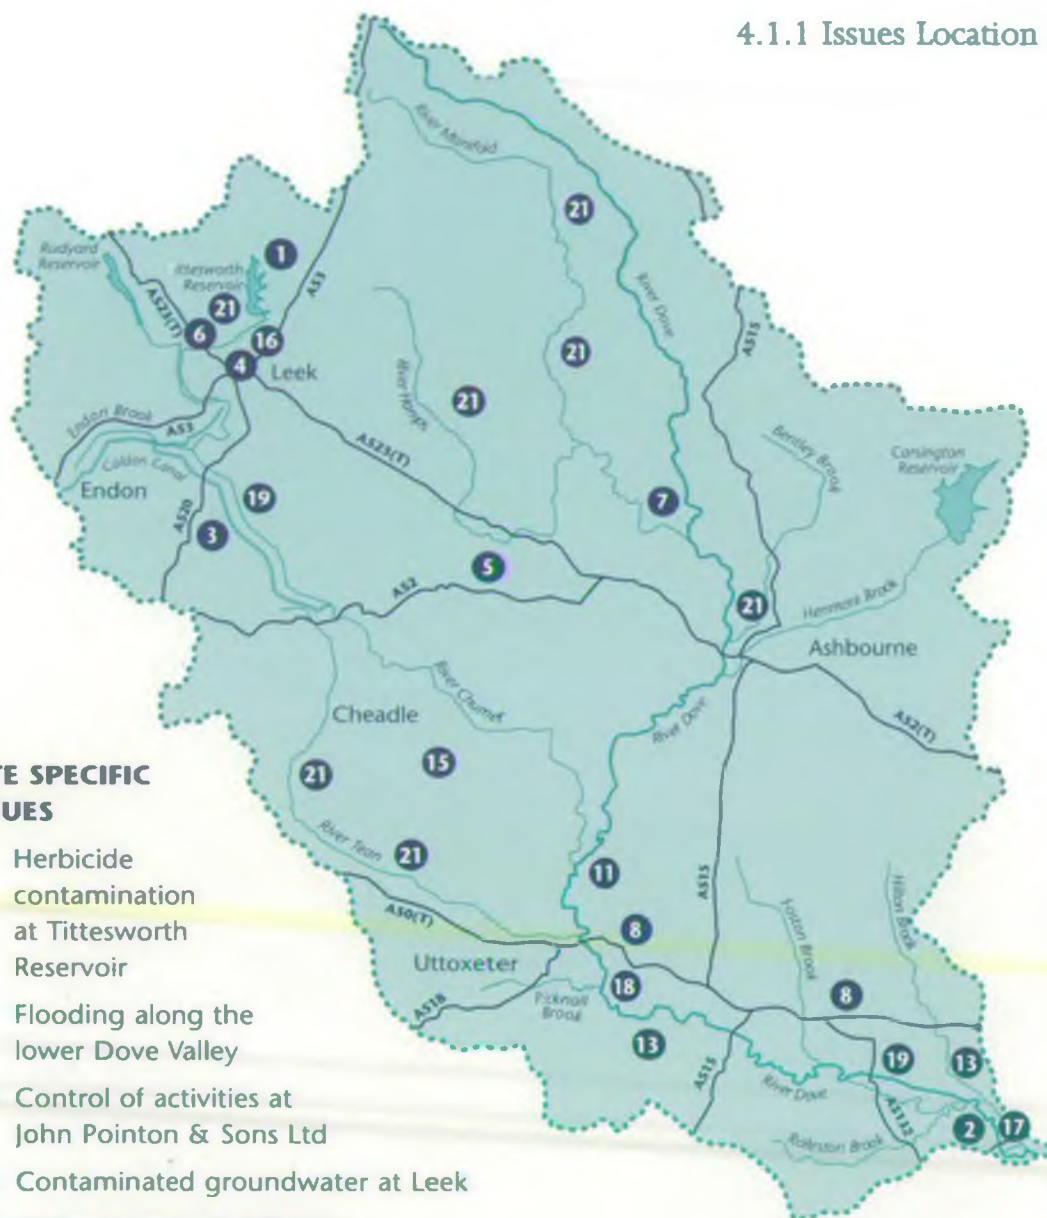 4.1.1 Issues Location
River Manifold
21
Rudyard
Reservoir
Tittesworth
Reservoir
1
A53
A523(T)
21
River Dove
6
16
4
Leek
21
A515
River Hamps
21
Endon Brook
A53
A523(T)
Bentley Brook
Carsington
Reservoir
Caldon Canal
Endon
19
7
A520
3
5
A52
21
Henmore Brook
Ashbourne
River Churnet
Cheadle
River Dove
A52(T)
15
21
TE SPECIFIC
UES
River Tean
21
11
A515
Herbicide
contamination
at Tittesworth
Reservoir
A50(T)
8
Foston Brook
Hilton Brook
Uttoxeter
18
8
A518
Picknall
Brook
13
19
13
Flooding along the
lower Dove Valley
A515
River Dove
A5132
Rolleston Brook
2
17
Control of activities at
John Pointon & Sons Ltd
Contaminated groundwater at Leek